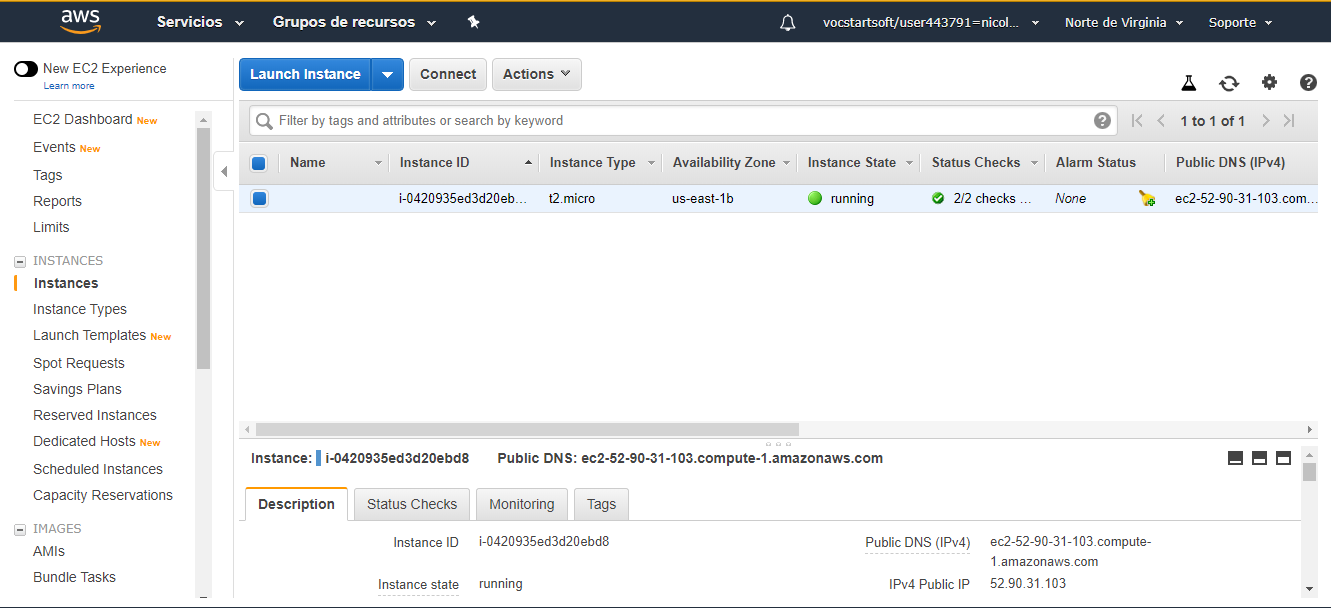 aws Servicios Grupos de recursos vocstartsoft/user443791=nicol... Norte de Virginia Soporte
New EC2 Experience
Learn more
EC2 Dashboard New
Events New
Tags
Reports
Limits
INSTANCES
Instances
Instance Types
Launch Templates New
Spot Requests
Savings Plans
Reserved Instances
Dedicated Hosts New
Scheduled Instances
Capacity Reservations
IMAGES
AMIs
Bundle Tasks
Launch Instance Connect Actions
Filter by tags and attributes or search by keyword 1 to 1 of 1
Name Instance ID Instance Type Availability Zone Instance State Status Checks Alarm Status Public DNS (IPv4)
i-0420935ed3d20eb... t2.micro us-east-1b running 2/2 checks ... None ec2-52-90-31-103.com...
Instance: i-0420935ed3d20ebd8 Public DNS: ec2-52-90-31-103.compute-1.amazonaws.com
Description Status Checks Monitoring Tags
Instance ID i-0420935ed3d20ebd8 Public DNS (IPv4) ec2-52-90-31-103.compute-
1.amazonaws.com
Instance state running IPv4 Public IP 52.90.31.103